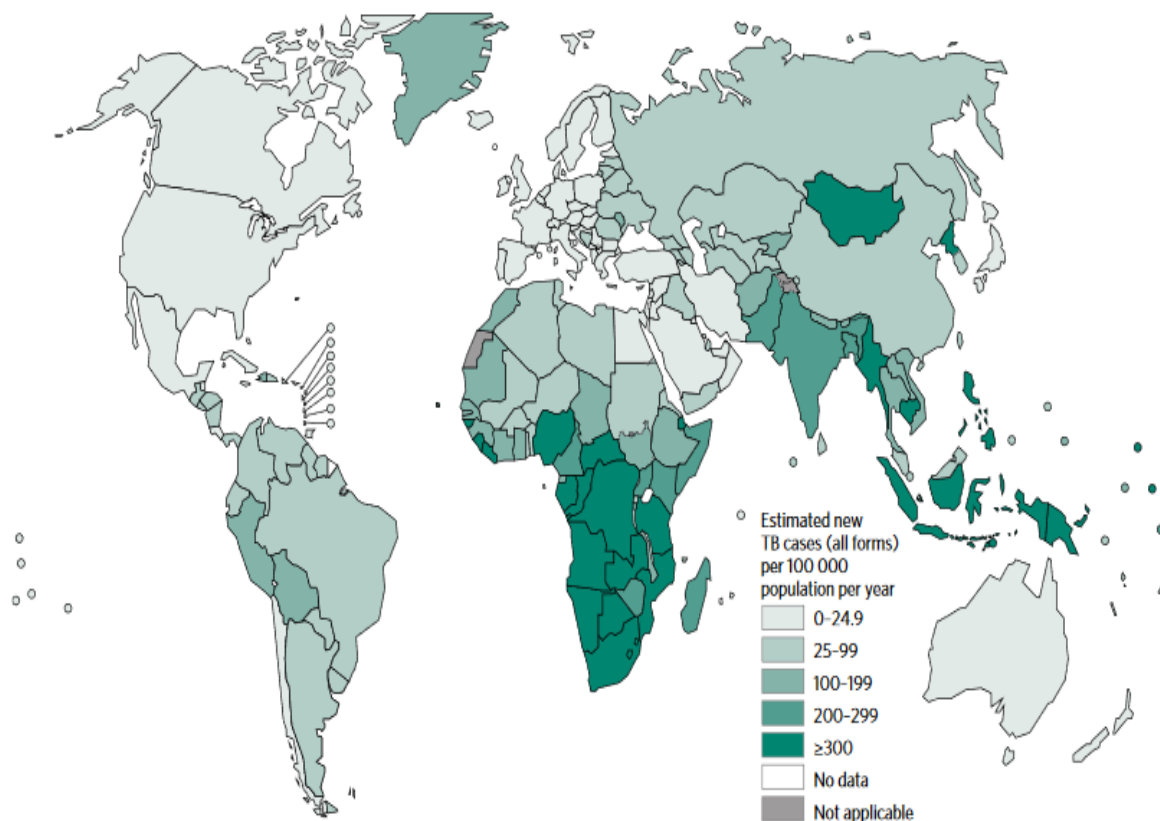 Estimated new
TB cases (all forms)
per 100 000
population per year
0–24.9
25–99
100–199
200–299
≥300
No data
Not applicable